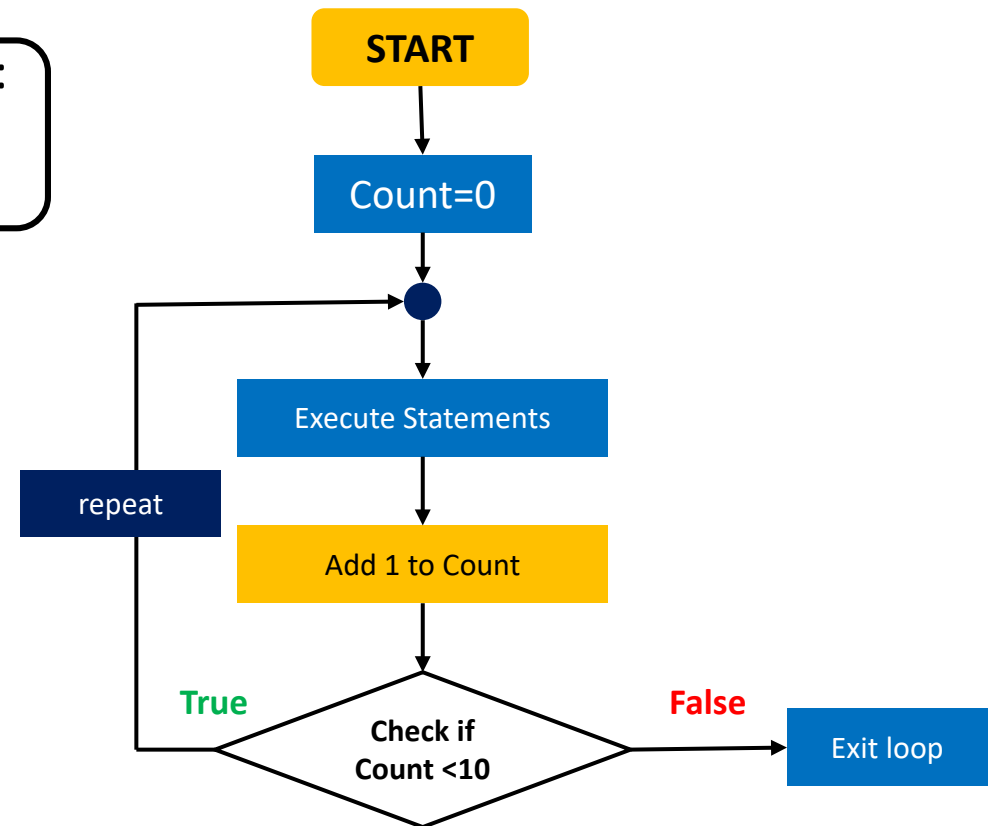 :
START
Count=0
Execute Statements
repeat
Add 1 to Count
True
False
Check if
Count <10
Exit loop